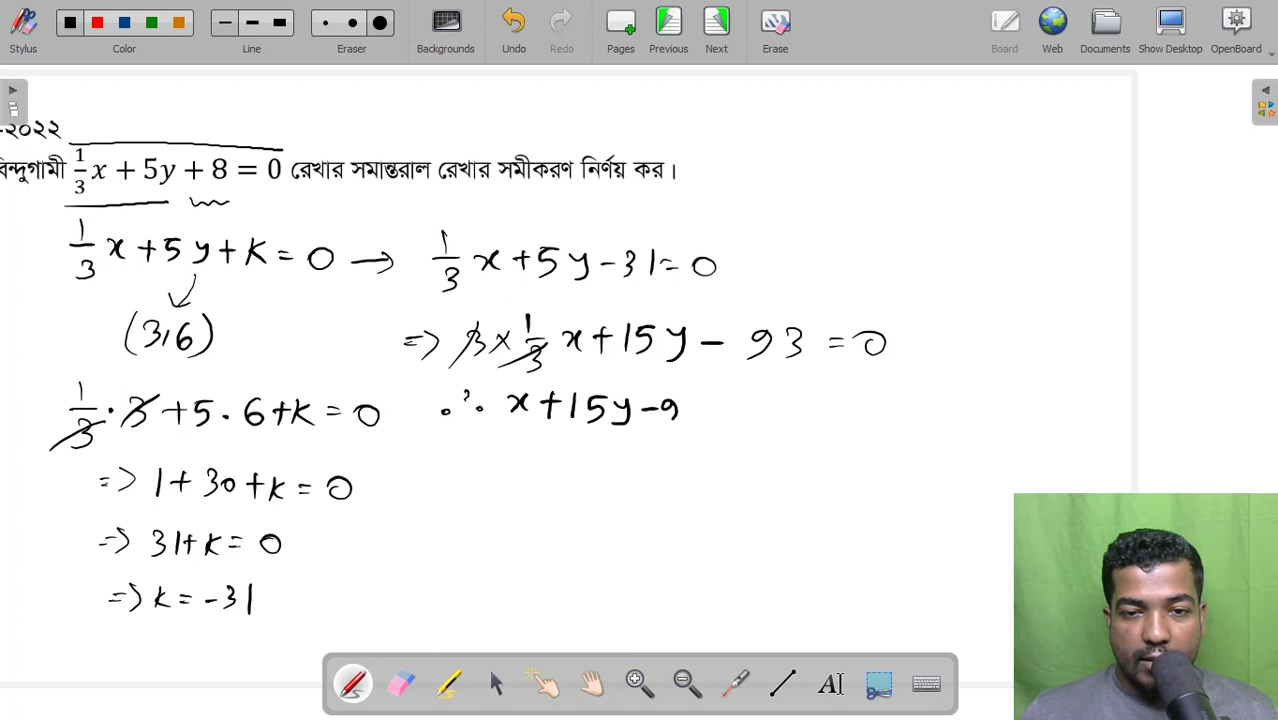 Stylus Color Line Eraser Backgrounds Undo Redo Pages Previous Next Erase Board Web Documents Show Desktop OpenBoard
-২০২২
বিন্দুগামী 1/3 x + 5y + 8 = 0 রেখার সমান্তরাল রেখার সমীকরণ নির্ণয় কর।
1/3 x + 5y + k = 0 → 1/3 x + 5y - 31 = 0
(3,6)
=> 3 × 1/3 x + 15y - 93 = 0
1/3 · 3 + 5 · 6 + k = 0
∴ x + 15y - 9
=> 1 + 30 + k = 0
=> 31 + k = 0
=> k = -31